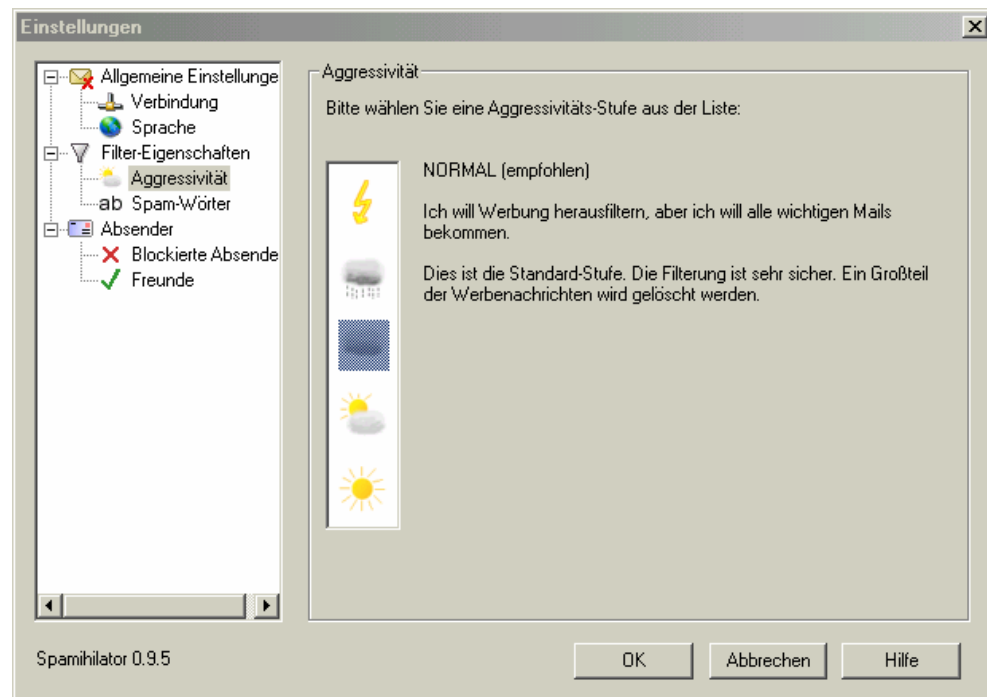 Einstellungen
Allgemeine Einstellunge
Verbindung
Sprache
Filter-Eigenschaften
Aggressivität
ab Spam-Wörter
Absender
Blockierte Absende
Freunde
Aggressivität
Bitte wählen Sie eine Aggressivitäts-Stufe aus der Liste:
NORMAL (empfohlen)
Ich will Werbung herausfiltern, aber ich will alle wichtigen Mails
bekommen.
Dies ist die Standard-Stufe. Die Filterung ist sehr sicher. Ein Großteil
der Werbenachrichten wird gelöscht werden.
Spamihilator 0.9.5
OK
Abbrechen
Hilfe